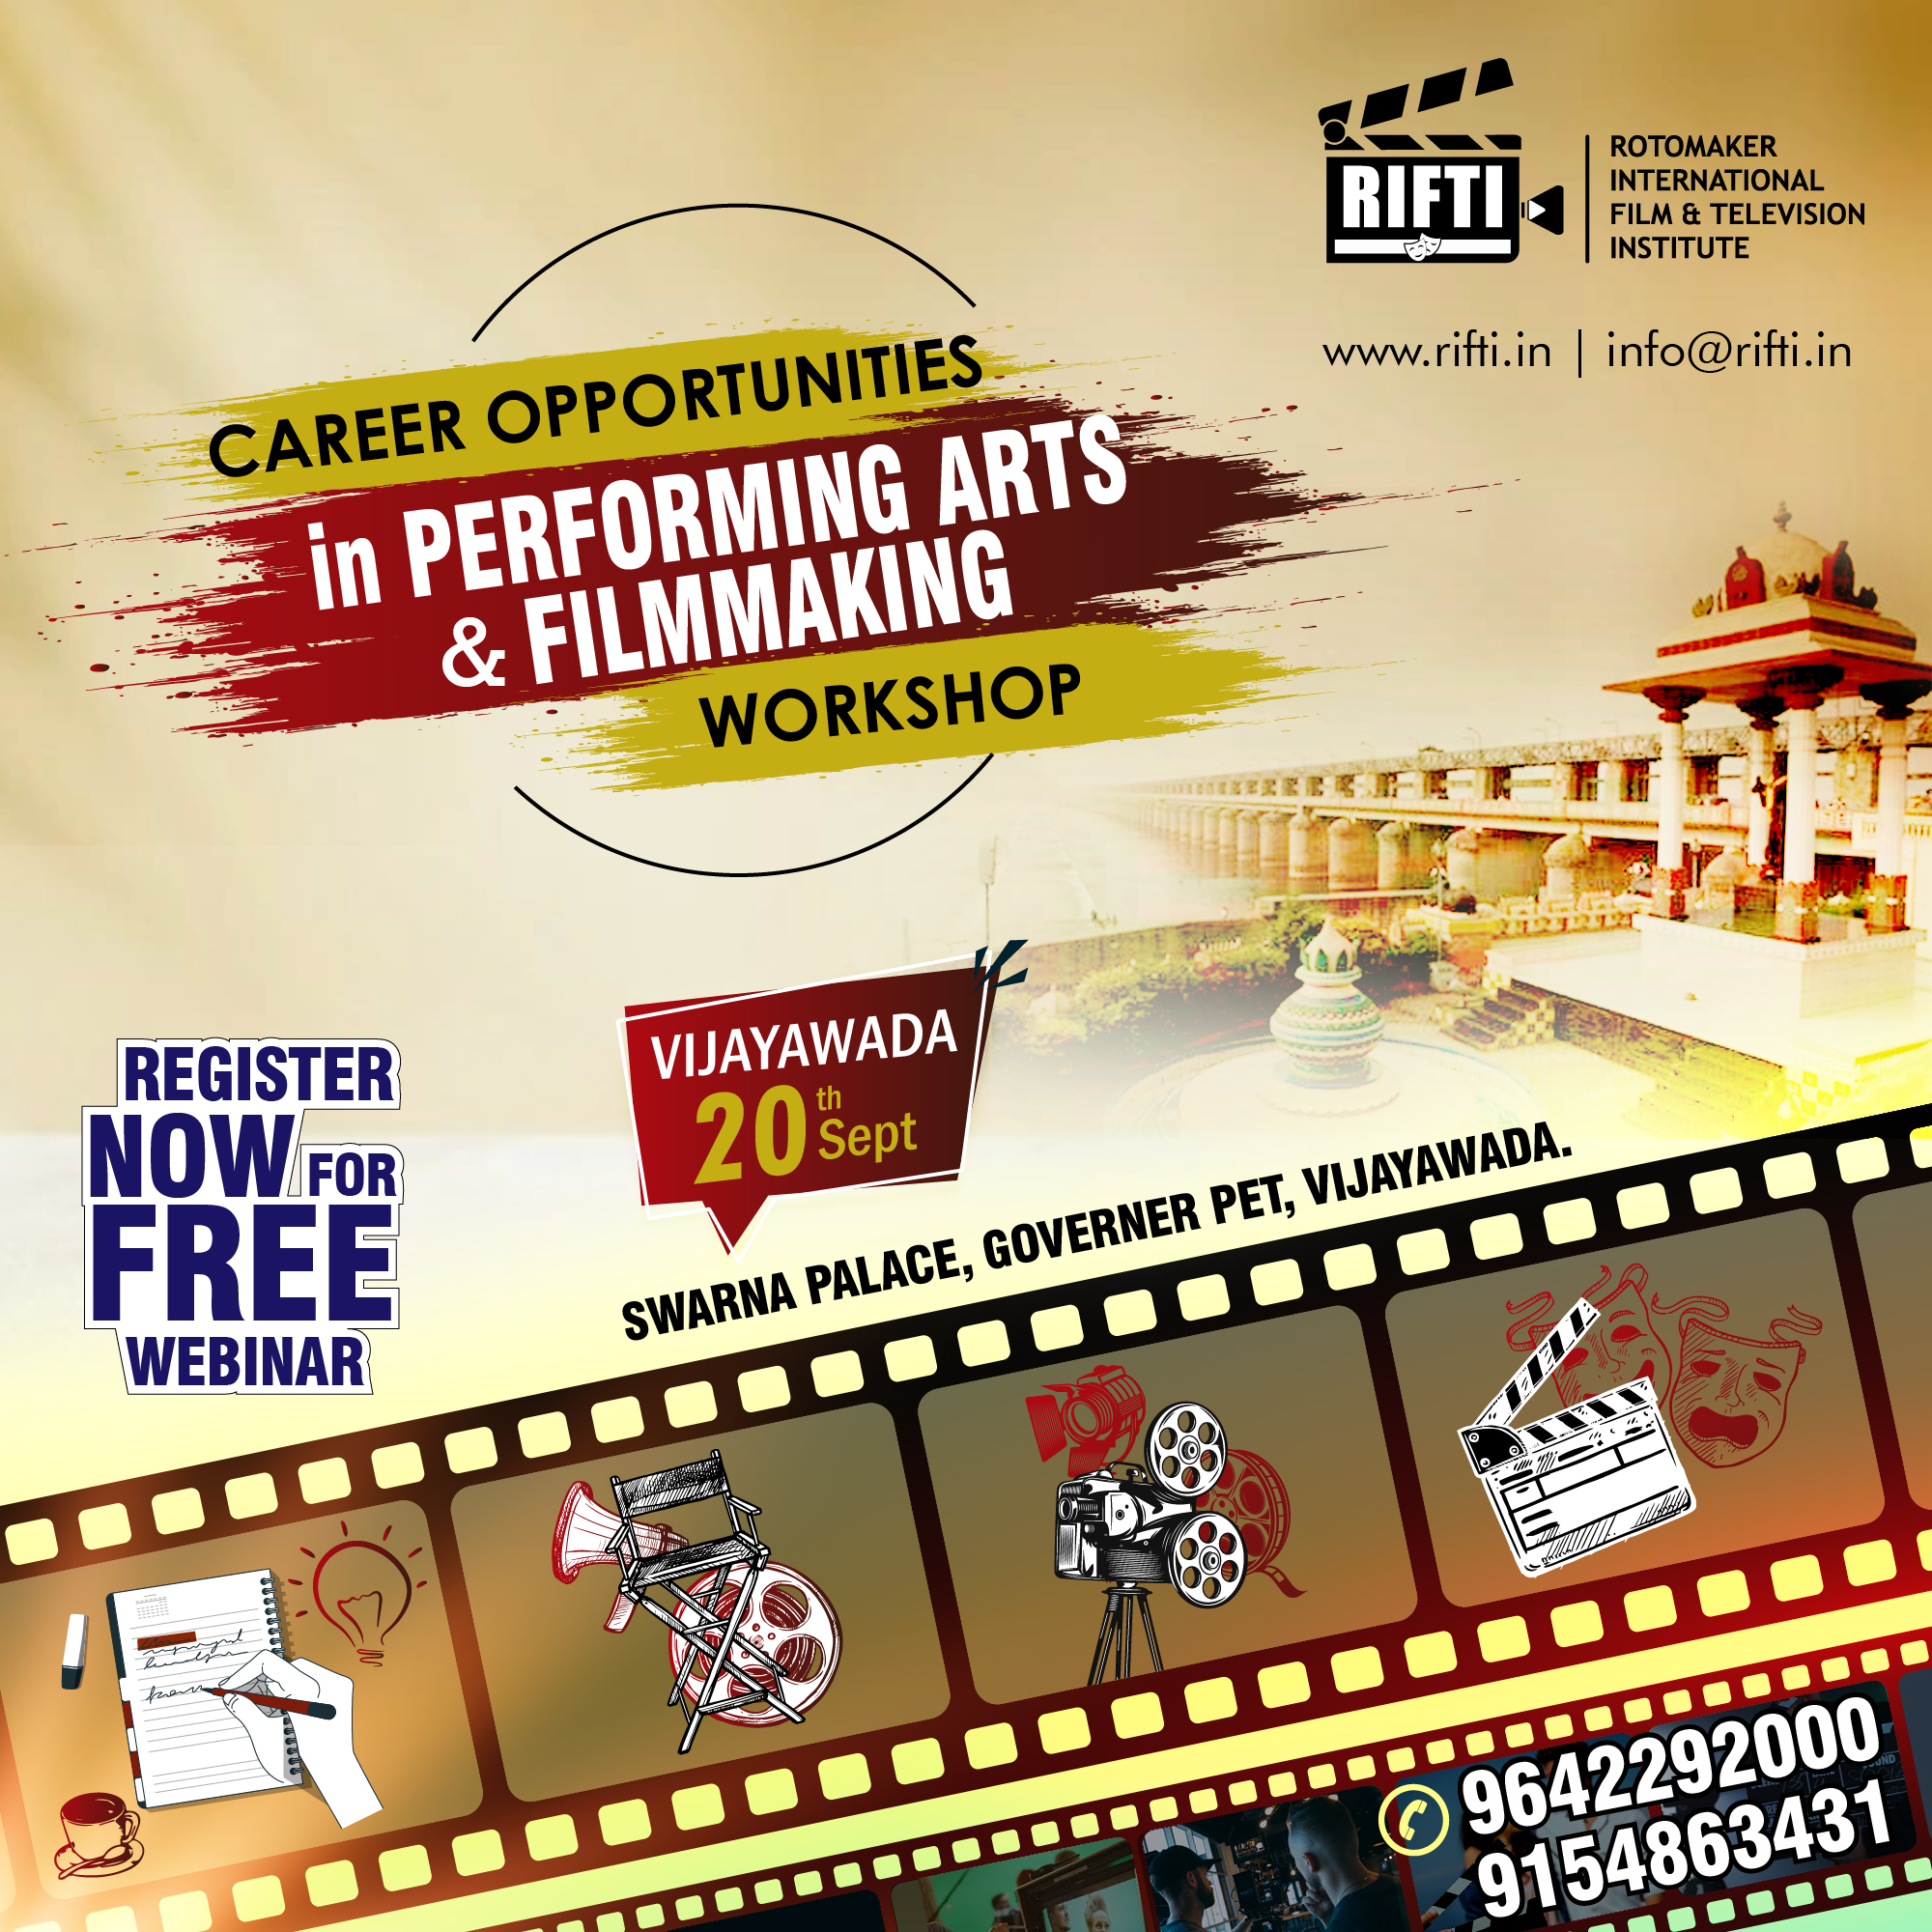 RIFTI
ROTOMAKER
INTERNATIONAL
FILM & TELEVISION
INSTITUTE
www.rifti.in | info@rifti.in
CAREER OPPORTUNITIES
in PERFORMING ARTS
& FILMMAKING
WORKSHOP
VIJAYAWADA
20th Sept
REGISTER
NOW FOR
FREE
WEBINAR
SWARNA PALACE, GOVERNER PET, VIJAYAWADA.
9642292000
9154863431